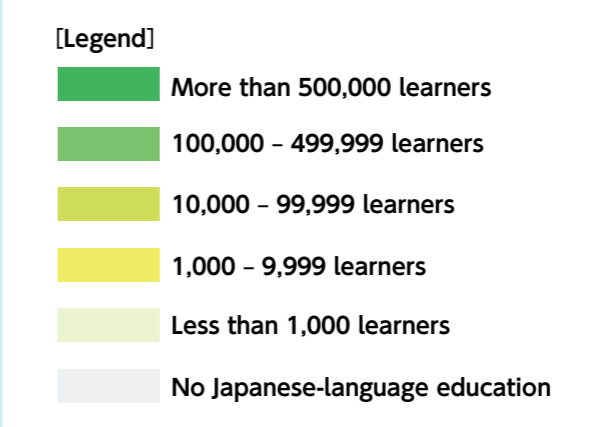 [Legend]
More than 500,000 learners
100,000 – 499,999 learners
10,000 – 99,999 learners
1,000 – 9,999 learners
Less than 1,000 learners
No Japanese-language education